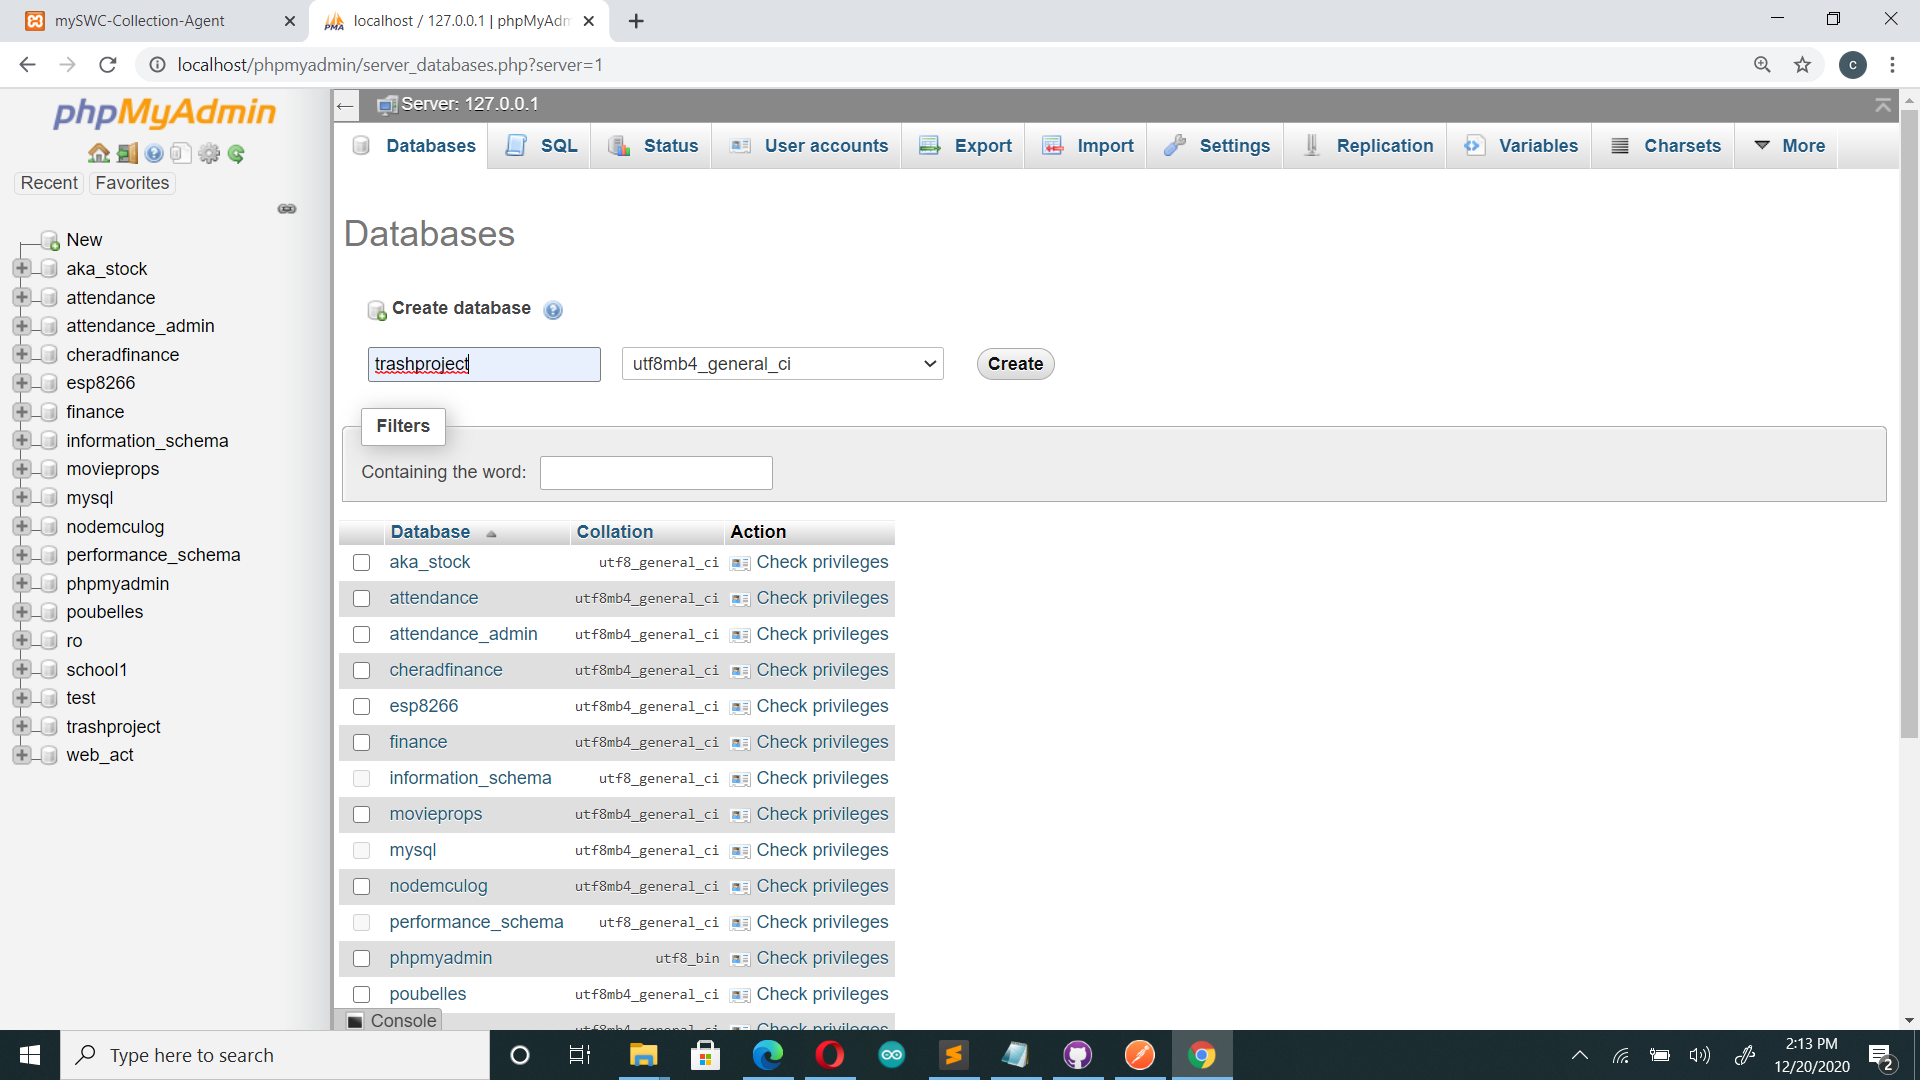 mySWC-Collection-Agent
localhost / 127.0.0.1 | phpMyAdm
localhost/phpmyadmin/server_databases.php?server=1
c
phpMyAdmin
Recent Favorites
New
aka_stock
attendance
attendance_admin
cheradfinance
esp8266
finance
information_schema
movieprops
mysql
nodemculog
performance_schema
phpmyadmin
poubelles
ro
school1
test
trashproject
web_act
Server: 127.0.0.1
Databases SQL Status User accounts Export Import Settings Replication Variables Charsets More
Databases
Create database
trashproject utf8mb4_general_ci Create
Filters
Containing the word:
Database Collation Action
aka_stock utf8_general_ci Check privileges
attendance utf8mb4_general_ci Check privileges
attendance_admin utf8mb4_general_ci Check privileges
cheradfinance utf8mb4_general_ci Check privileges
esp8266 utf8mb4_general_ci Check privileges
finance utf8mb4_general_ci Check privileges
information_schema utf8_general_ci Check privileges
movieprops utf8mb4_general_ci Check privileges
mysql utf8mb4_general_ci Check privileges
nodemculog utf8mb4_general_ci Check privileges
performance_schema utf8_general_ci Check privileges
phpmyadmin utf8_bin Check privileges
poubelles utf8mb4_general_ci Check privileges
utf8mb4_general_ci Check privileges
Console
Type here to search
2:13 PM
12/20/2020
2